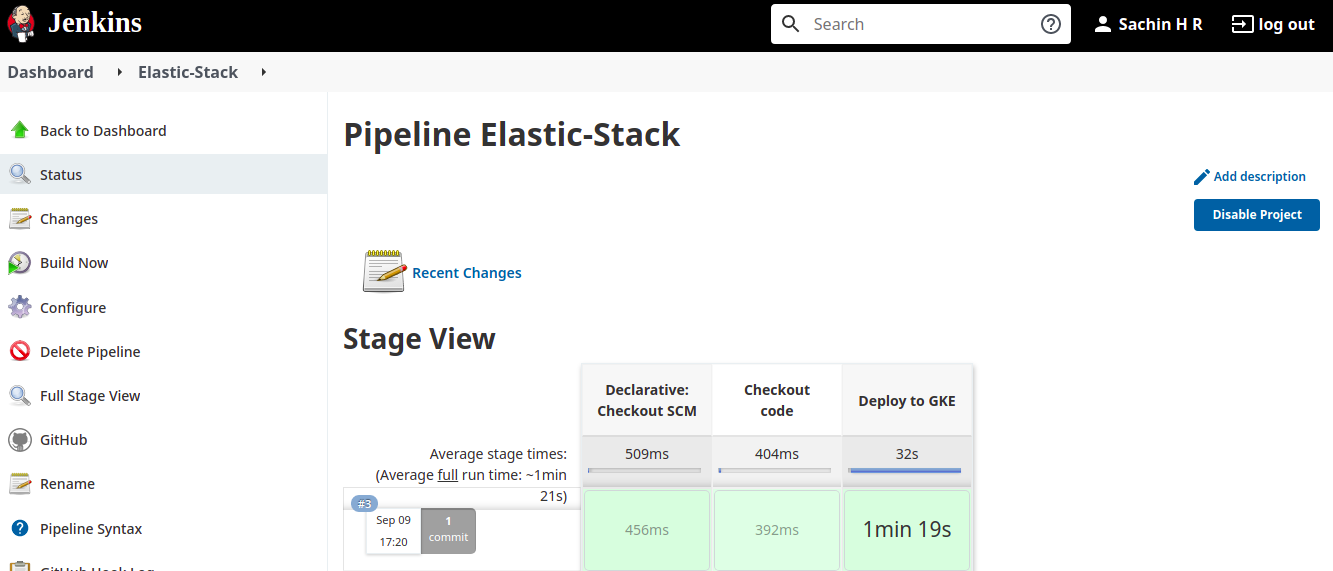 Jenkins
Search
Sachin H R
log out
Dashboard
Elastic-Stack
Back to Dashboard
Status
Changes
Build Now
Configure
Delete Pipeline
Full Stage View
GitHub
Rename
Pipeline Syntax
GitHub Hook Log
Pipeline Elastic-Stack
Add description
Disable Project
Recent Changes
Stage View
Declarative:
Checkout SCM
Checkout
code
Deploy to GKE
Average stage times:
(Average full run time: ~1min
21s)
509ms
404ms
32s
#3
Sep 09
17:20
1
commit
456ms
392ms
1min 19s